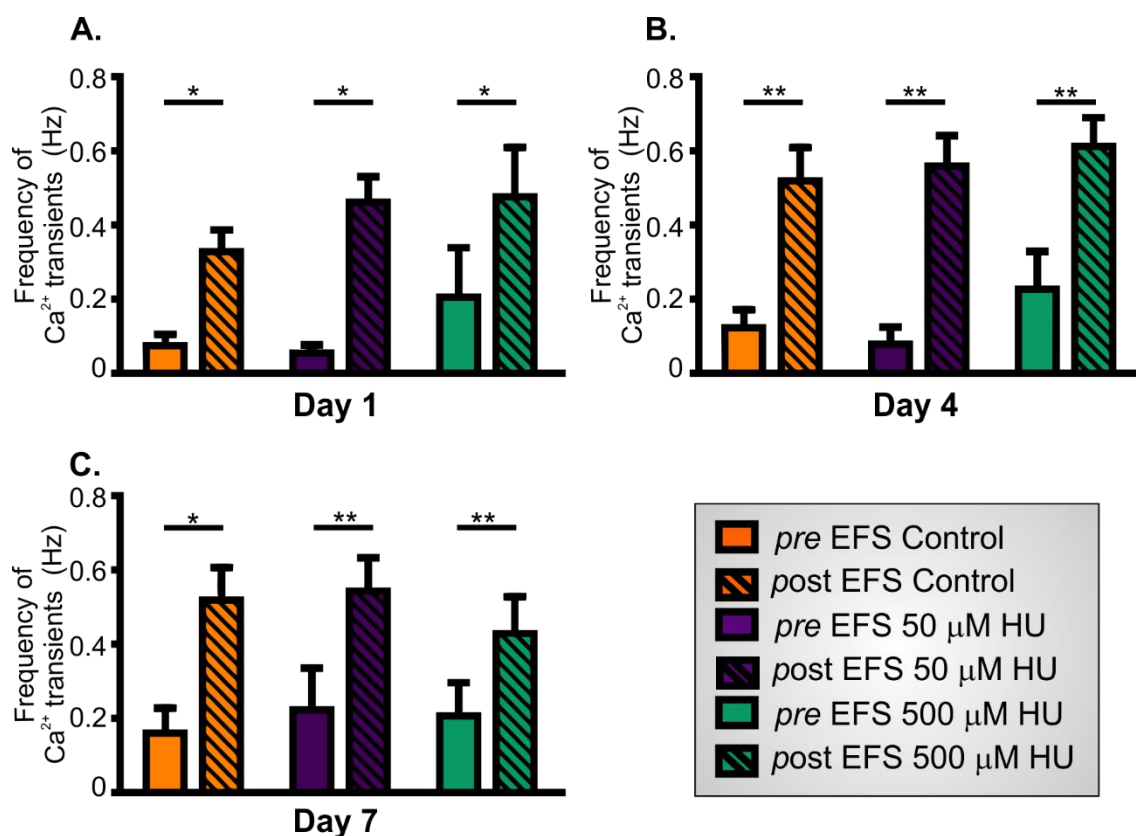 A.
Frequency of
Ca²⁺ transients (Hz)
0.8
0.6
0.4
0.2
0
*
*
*
Day 1
B.
Frequency of
Ca²⁺ transients (Hz)
0.8
0.6
0.4
0.2
0
**
**
**
Day 4
C.
Frequency of
Ca²⁺ transients (Hz)
0.8
0.6
0.4
0.2
0
*
**
**
Day 7
pre EFS Control
post EFS Control
pre EFS 50 μM HU
post EFS 50 μM HU
pre EFS 500 μM HU
post EFS 500 μM HU